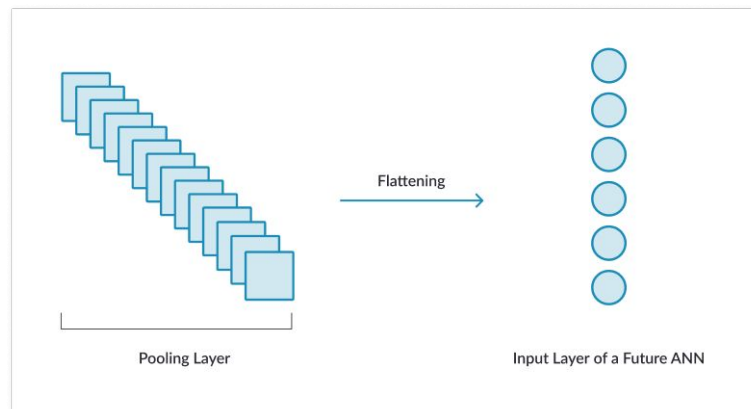 Flattening
Pooling Layer
Input Layer of a Future ANN